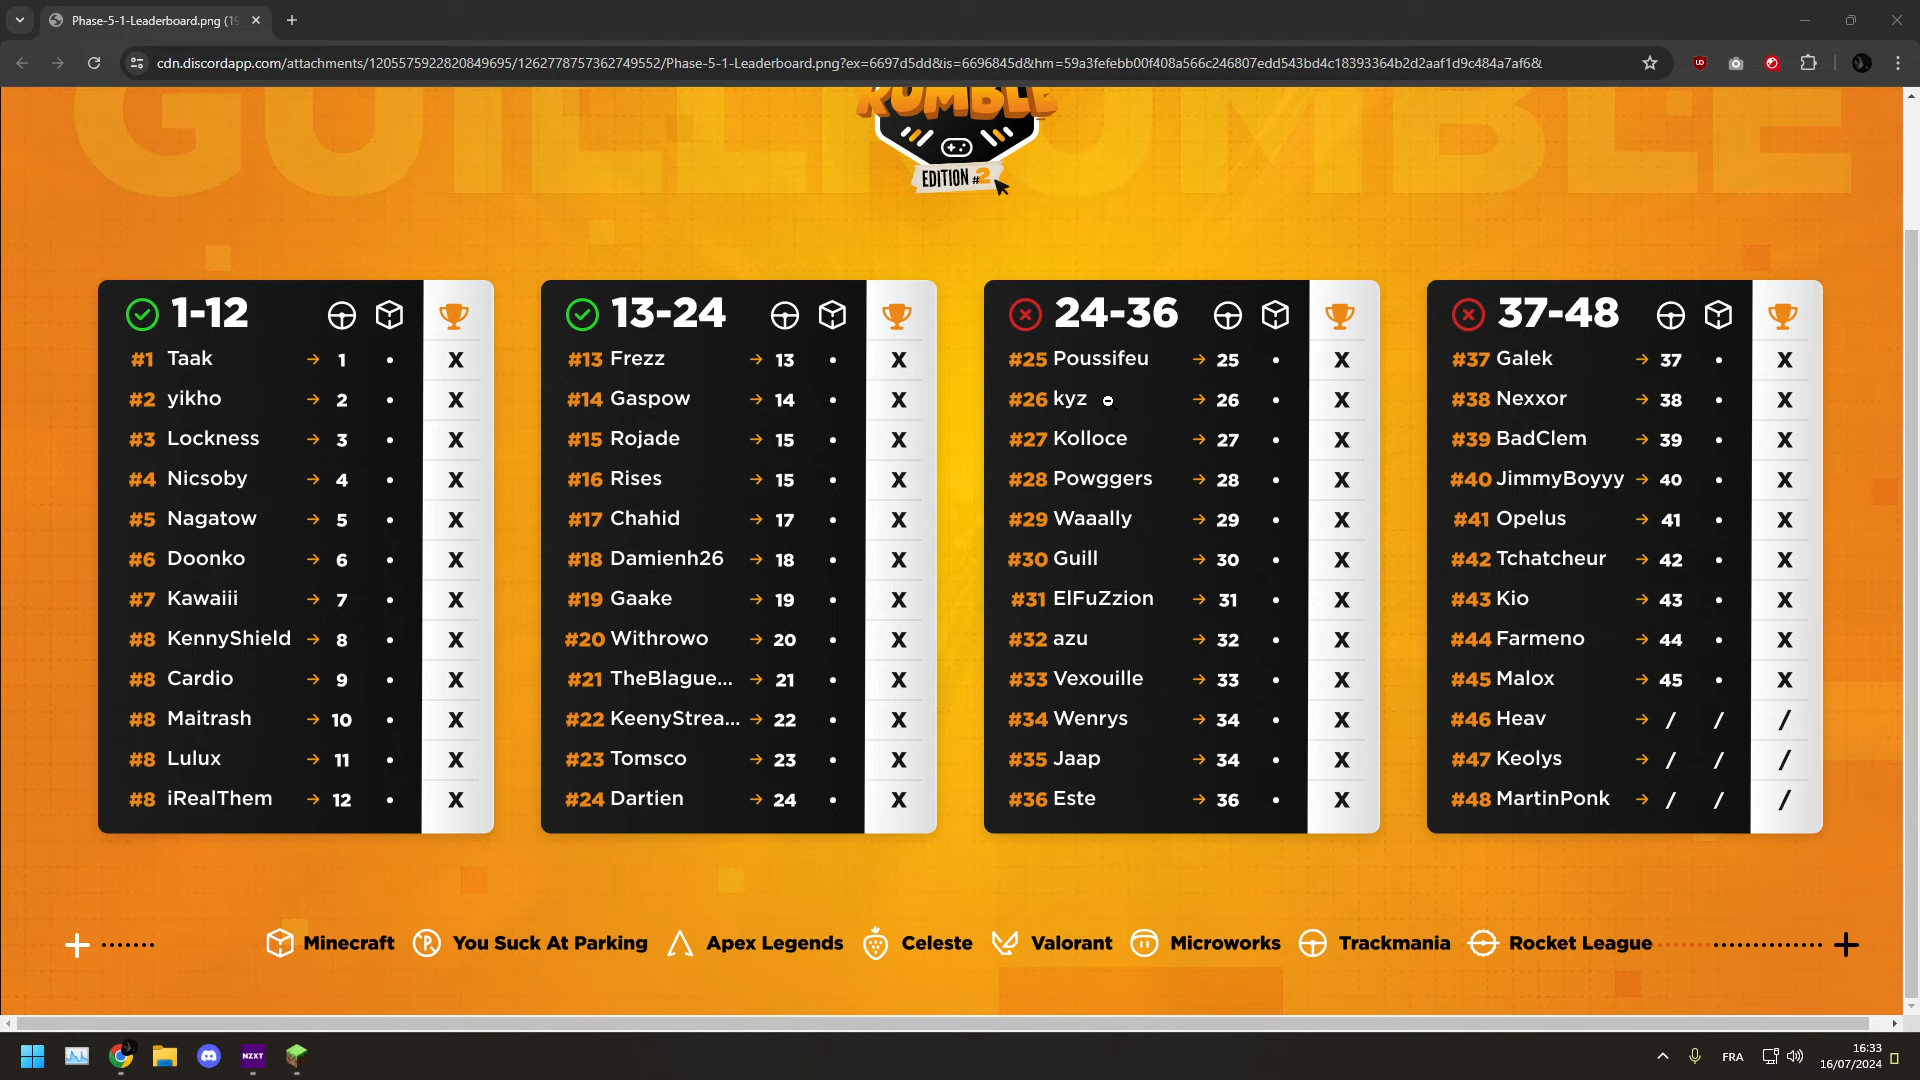 Phase-5-1-Leaderboard.png (19
cdn.discordapp.com/attachments/1205575922820849695/1262778757362749552/Phase-5-1-Leaderboard.png?ex=6697d5dd&is=6696845d&hm=59a3fefebb00f408a566c246807edd543bd4c18393364b2d2aaf1d9c484a7af6&
RUMBLE
EDITION #2
1-12
#1 Taak → 1 • X
#2 yikho → 2 • X
#3 Lockness → 3 • X
#4 Nicsoby → 4 • X
#5 Nagatow → 5 • X
#6 Doonko → 6 • X
#7 Kawaiii → 7 • X
#8 KennyShield → 8 • X
#8 Cardio → 9 • X
#8 Maitrash → 10 • X
#8 Lulux → 11 • X
#8 iRealThem → 12 • X
13-24
#13 Frezz → 13 • X
#14 Gaspow → 14 • X
#15 Rojade → 15 • X
#16 Rises → 15 • X
#17 Chahid → 17 • X
#18 Damienh26 → 18 • X
#19 Gaake → 19 • X
#20 Withrowo → 20 • X
#21 TheBlague... → 21 • X
#22 KeenyStrea... → 22 • X
#23 Tomsco → 23 • X
#24 Dartien → 24 • X
24-36
#25 Poussifeu → 25 • X
#26 kyz → 26 • X
#27 Kolloce → 27 • X
#28 Powggers → 28 • X
#29 Waaally → 29 • X
#30 Guill → 30 • X
#31 ElFuZzion → 31 • X
#32 azu → 32 • X
#33 Vexouille → 33 • X
#34 Wenrys → 34 • X
#35 Jaap → 34 • X
#36 Este → 36 • X
37-48
#37 Galek → 37 • X
#38 Nexxor → 38 • X
#39 BadClem → 39 • X
#40 JimmyBoyyy → 40 • X
#41 Opelus → 41 • X
#42 Tchatcheur → 42 • X
#43 Kio → 43 • X
#44 Farmeno → 44 • X
#45 Malox → 45 • X
#46 Heav → / / /
#47 Keolys → / / /
#48 MartinPonk → / / /
Minecraft You Suck At Parking Apex Legends Celeste Valorant Microworks Trackmania Rocket League
NZXT
FRA
16:33
16/07/2024